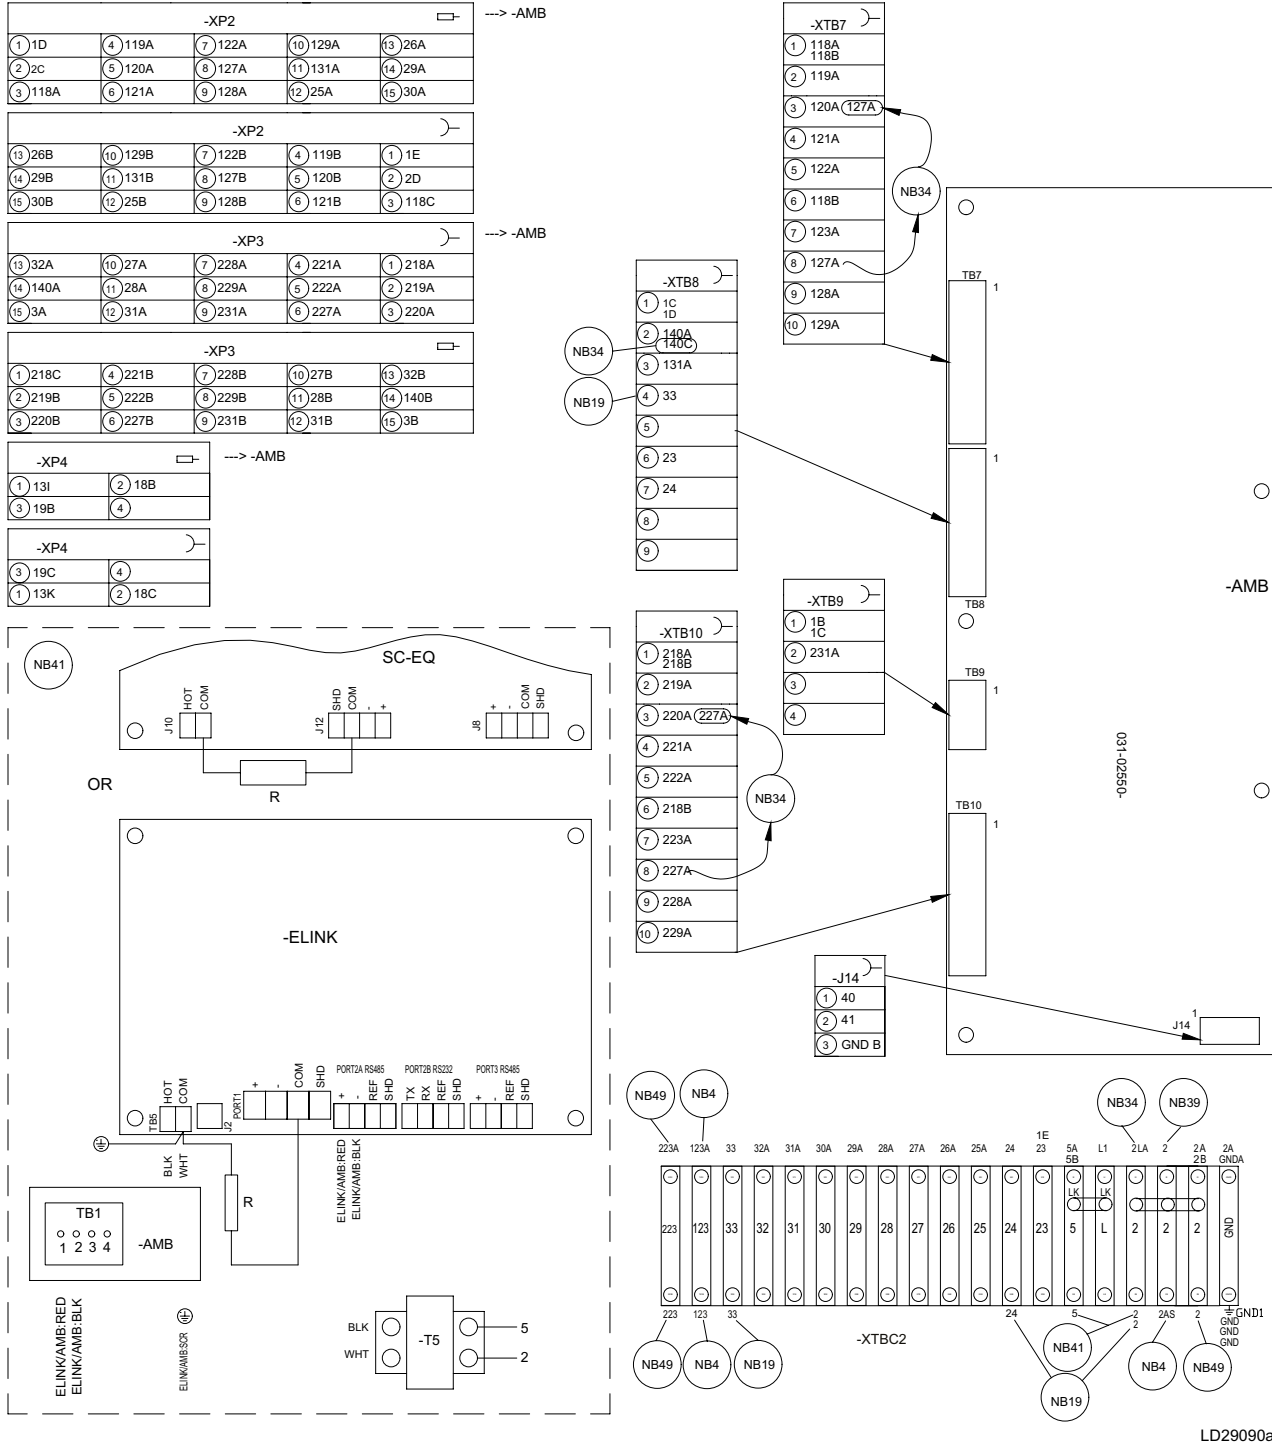 -XP2
---> -AMB
1 1D 4 119A 7 122A 10 129A 13 26A
2 2C 5 120A 8 127A 11 131A 14 29A
3 118A 6 121A 9 128A 12 25A 15 30A
-XP2
13 26B 10 129B 7 122B 4 119B 1 1E
14 29B 11 131B 8 127B 5 120B 2 2D
15 30B 12 25B 9 128B 6 121B 3 118C
-XP3
---> -AMB
13 32A 10 27A 7 228A 4 221A 1 218A
14 140A 11 28A 8 229A 5 222A 2 219A
15 3A 12 31A 9 231A 6 227A 3 220A
-XP3
1 218C 4 221B 7 228B 10 27B 13 32B
2 219B 5 222B 8 229B 11 28B 14 140B
3 220B 6 227B 9 231B 12 31B 15 3B
-XP4
---> -AMB
1 13I 2 18B
3 19B 4
-XP4
3 19C 4
1 13K 2 18C
-XTB7
1 118A
118B
2 119A
3 120A 127A
4 121A
5 122A
6 118B
7 123A
8 127A
9 128A
10 129A
NB34
-XTB8
1 1C
1D
2 140A
140C
3 131A
4 33
5
6 23
7 24
8
9
NB34
NB19
-XTB9
1 1B
1C
2 231A
3
4
-XTB10
1 218A
218B
2 219A
3 220A 227A
4 221A
5 222A
6 218B
7 223A
8 227A
9 228A
10 229A
NB34
-J14
1 40
2 41
3 GND B
TB7
1
1
TB8
TB9
1
TB10
1
J14
1
-AMB
031-02550-
NB41
SC-EQ
J10
HOT
COM
J12
SHD
COM
-
+
J8
+
-
COM
SHD
R
OR
-ELINK
TB5
HOT
COM
J2
PORT1
+
-
COM
SHD
PORT2A RS485
+
-
REF
SHD
PORT2B RS232
TX
RX
REF
SHD
PORT3 RS485
+
-
REF
SHD
BLK
WHT
R
ELINK/AMB:RED
ELINK/AMB:BLK
TB1
1 2 3 4
-AMB
ELINK/AMB:RED
ELINK/AMB:BLK
ELINK/AMB:SCR
BLK
WHT
-T5
5
2
NB49
NB4
NB34
NB39
223A 123A 33 32A 31A 30A 29A 28A 27A 26A 25A 24 23 5A L1 2LA 2 2A 2A
1E
5B
2B
GNDA
LK
LK
223 123 33 32 31 30 29 28 27 26 25 24 23 5 L 2 2 2 GND
223 123 33 24 5 2 2AS 2 GND1
2
GND
GND
GND
-XTBC2
NB49
NB4
NB19
NB41
NB19
NB4
NB49
LD29090a